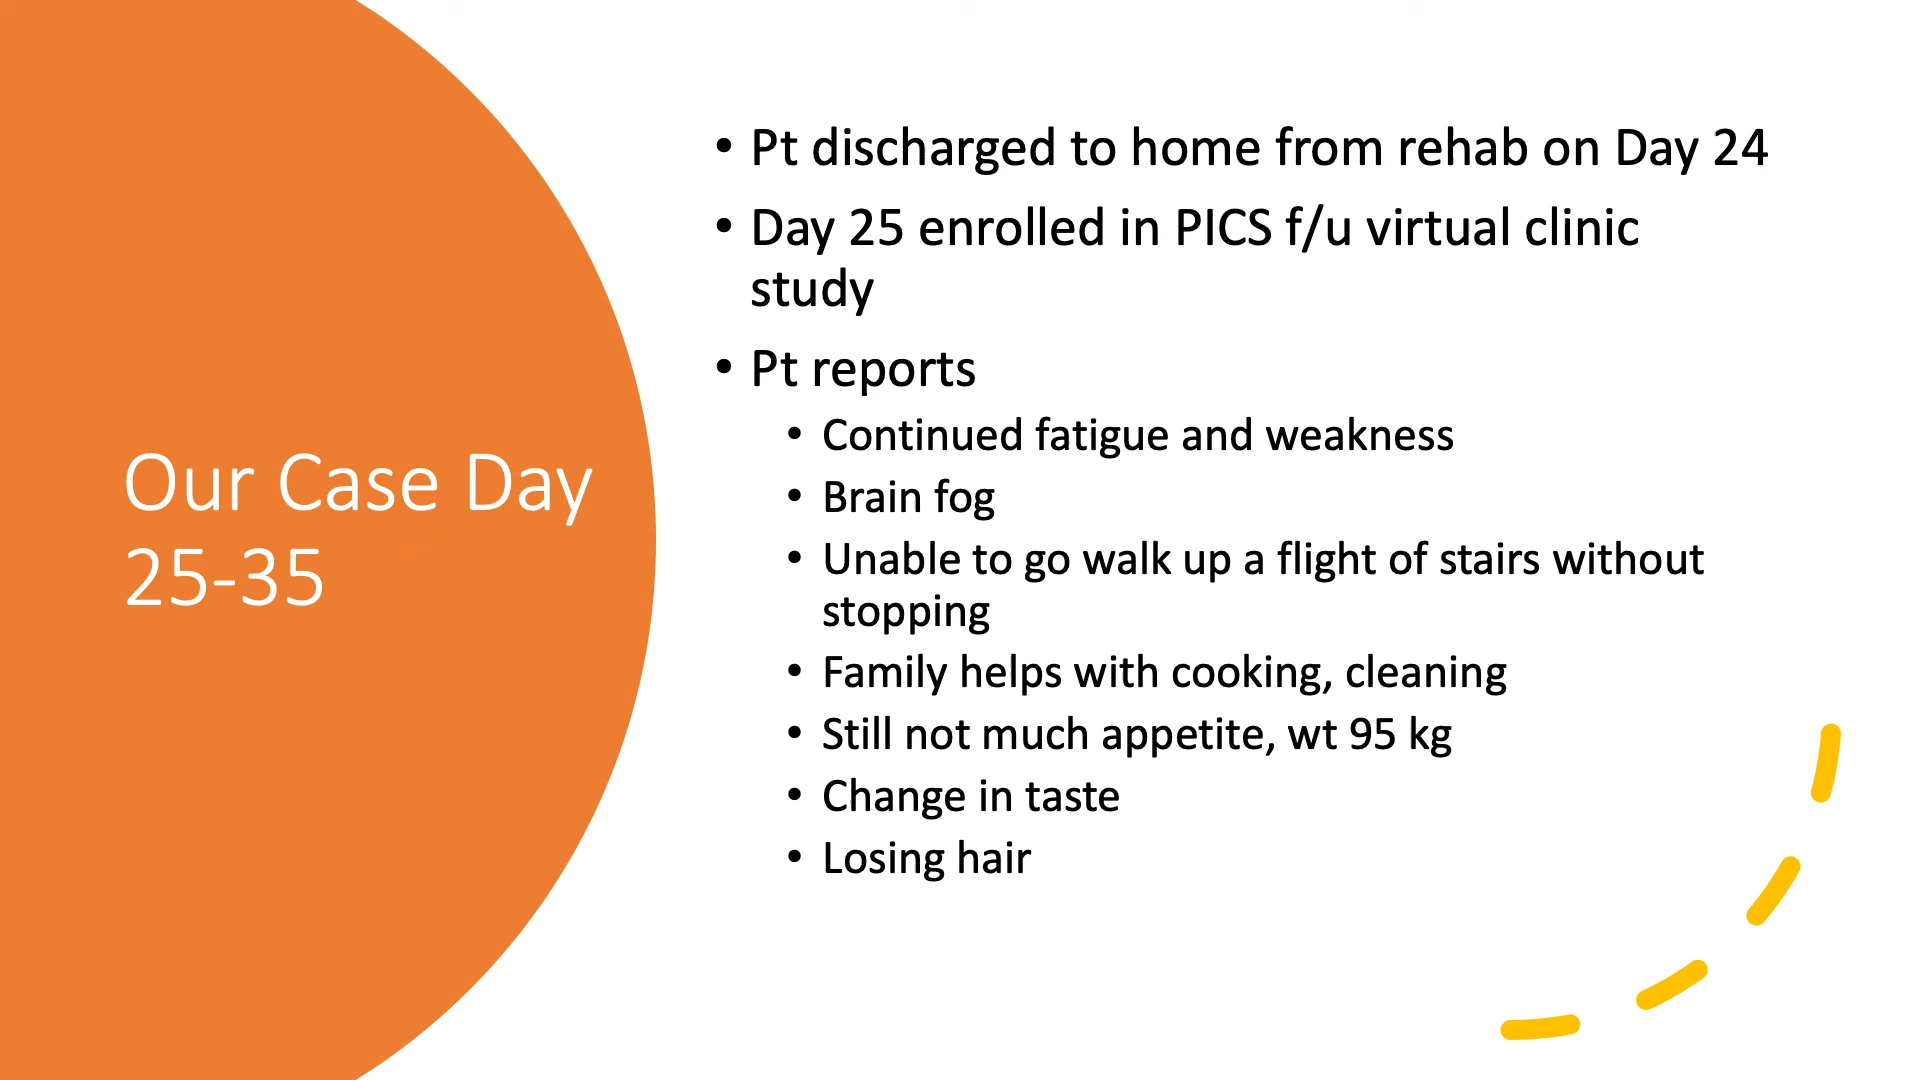 Our Case Day
25-35
• Pt discharged to home from rehab on Day 24
• Day 25 enrolled in PICS f/u virtual clinic
study
• Pt reports
• Continued fatigue and weakness
• Brain fog
• Unable to go walk up a flight of stairs without
stopping
• Family helps with cooking, cleaning
• Still not much appetite, wt 95 kg
• Change in taste
• Losing hair